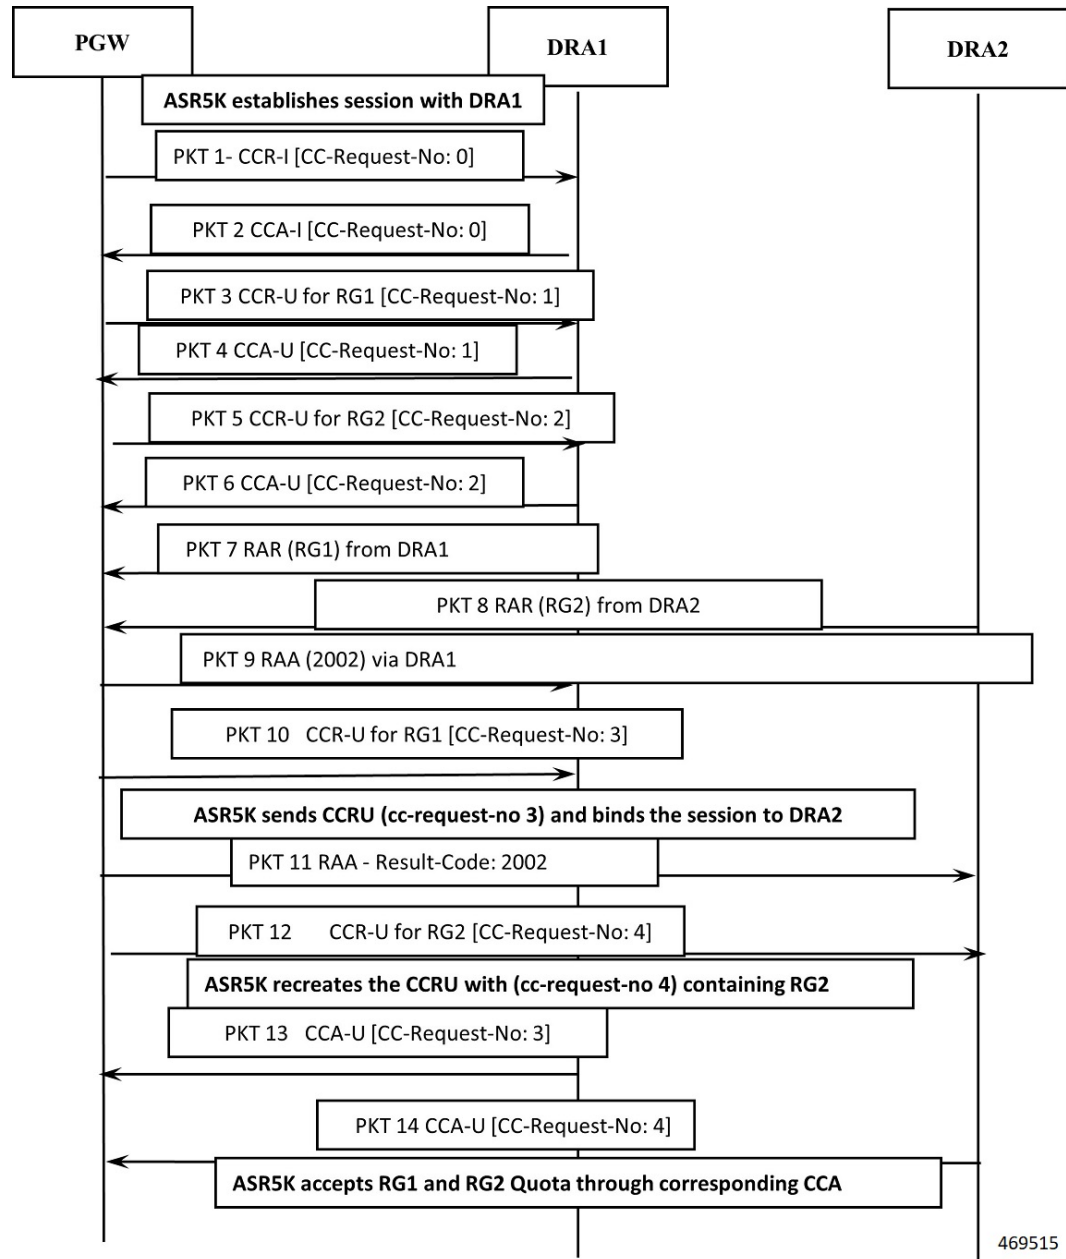 PGW
DRA1
DRA2
ASR5K establishes session with DRA1
PKT 1- CCR-I [CC-Request-No: 0]
PKT 2 CCA-I [CC-Request-No: 0]
PKT 3 CCR-U for RG1 [CC-Request-No: 1]
PKT 4 CCA-U [CC-Request-No: 1]
PKT 5 CCR-U for RG2 [CC-Request-No: 2]
PKT 6 CCA-U [CC-Request-No: 2]
PKT 7 RAR (RG1) from DRA1
PKT 8 RAR (RG2) from DRA2
PKT 9 RAA (2002) via DRA1
PKT 10 CCR-U for RG1 [CC-Request-No: 3]
ASR5K sends CCRU (cc-request-no 3) and binds the session to DRA2
PKT 11 RAA - Result-Code: 2002
PKT 12 CCR-U for RG2 [CC-Request-No: 4]
ASR5K recreates the CCRU with (cc-request-no 4) containing RG2
PKT 13 CCA-U [CC-Request-No: 3]
PKT 14 CCA-U [CC-Request-No: 4]
ASR5K accepts RG1 and RG2 Quota through corresponding CCA
469515